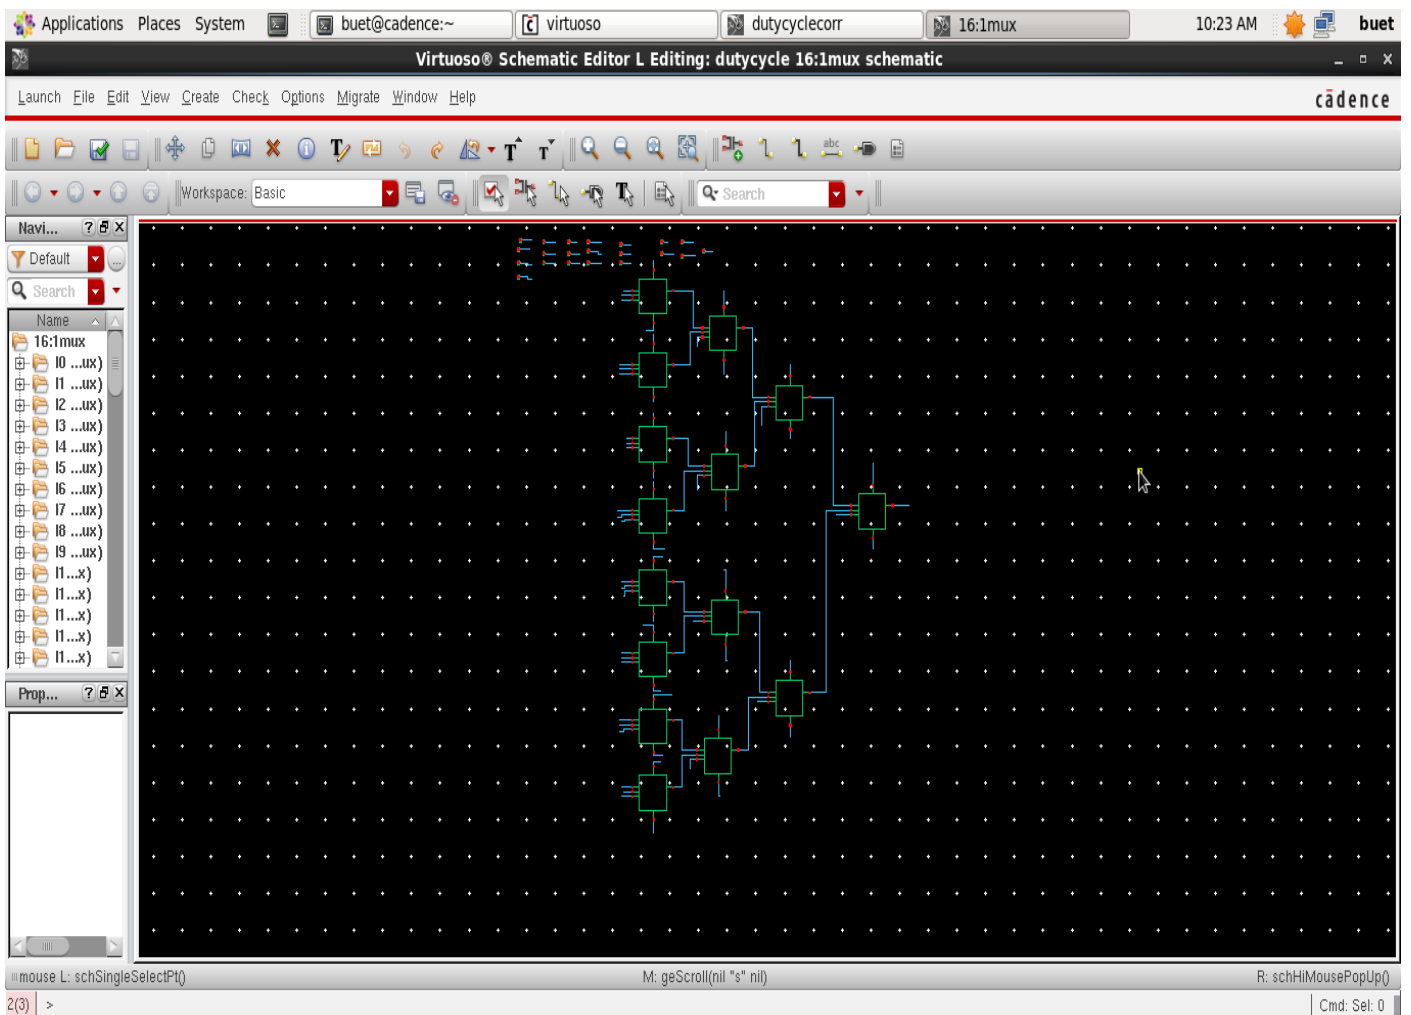 Applications Places System buet@cadence:~ virtuoso dutycyclecorr 16:1mux 10:23 AM buet
Virtuoso® Schematic Editor L Editing: dutycycle 16:1mux schematic
Launch File Edit View Create Check Options Migrate Window Help cādence
Workspace: Basic Search
Navi...
Default
Search
Name
16:1mux
I0 ...ux)
I1 ...ux)
I2 ...ux)
I3 ...ux)
I4 ...ux)
I5 ...ux)
I6 ...ux)
I7 ...ux)
I8 ...ux)
I9 ...ux)
I1...x)
I1...x)
I1...x)
I1...x)
I1...x)
Prop...
mouse L: schSingleSelectPt() M: geScroll(nil "s" nil) R: schHiMousePopUp()
2(3) > Cmd: Sel: 0